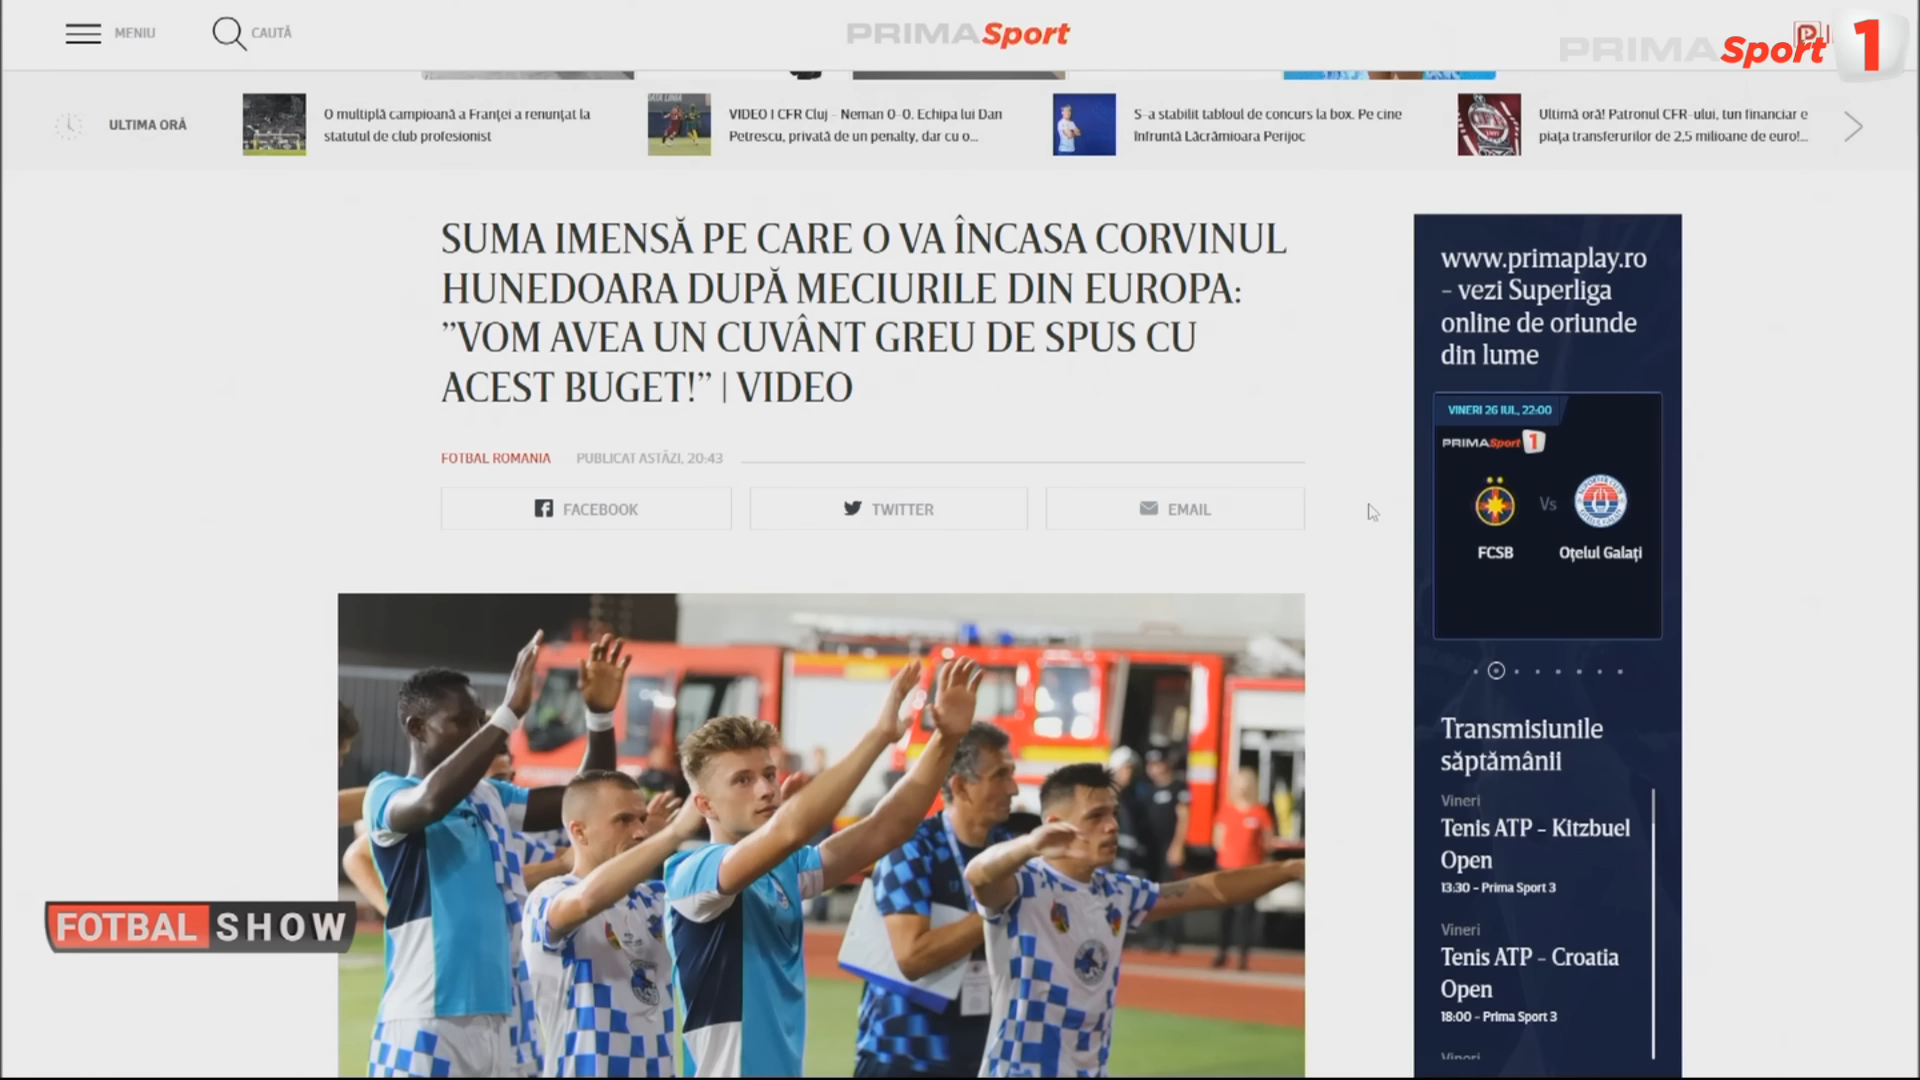 MENIU
CAUTĂ
PRIMASport
PRIMASport 1
ULTIMA ORĂ
O multiplă campioană a Franței a renunțat la
statutul de club profesionist
VIDEO | CFR Cluj - Neman 0-0. Echipa lui Dan
Petrescu, privată de un penalty, dar cu o...
S-a stabilit tabloul de concurs la box. Pe cine
înfruntă Lăcrămioara Perijoc
Ultimă oră! Patronul CFR-ului, tun financiar e
piața transferurilor de 2,5 milioane de euro!...
SUMA IMENSĂ PE CARE O VA ÎNCASA CORVINUL
HUNEDOARA DUPĂ MECIURILE DIN EUROPA:
”VOM AVEA UN CUVÂNT GREU DE SPUS CU
ACEST BUGET!” | VIDEO
FOTBAL ROMANIA
PUBLICAT ASTĂZI, 20:43
FACEBOOK
TWITTER
EMAIL
www.primaplay.ro
- vezi Superliga
online de oriunde
din lume
VINERI 26 IUL, 22:00
PRIMASport 1
Vs
FCSB
Oțelul Galați
Transmisiunile
săptămânii
Vineri
Tenis ATP - Kitzbuel
Open
13:30 - Prima Sport 3
Vineri
Tenis ATP - Croatia
Open
18:00 - Prima Sport 3
Vineri
FOTBAL SHOW